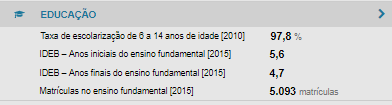 EDUCAÇÃO
Taxa de escolarização de 6 a 14 anos de idade [2010] 97,8 %
IDEB – Anos iniciais do ensino fundamental [2015] 5,6
IDEB – Anos finais do ensino fundamental [2015] 4,7
Matrículas no ensino fundamental [2015] 5.093 matrículas